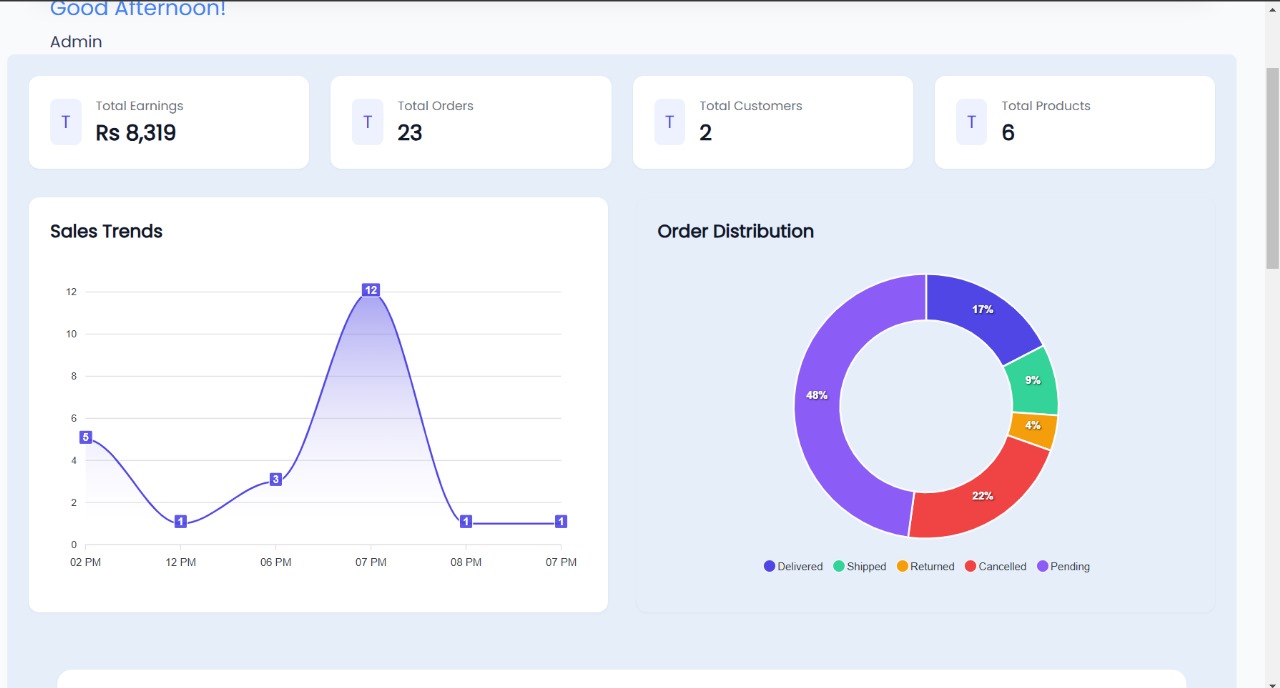 Good Afternoon!
Admin
T
Total Earnings
Rs 8,319
T
Total Orders
23
T
Total Customers
2
T
Total Products
6
Sales Trends
12
10
8
6
4
2
0
5
1
3
12
1
1
02 PM
12 PM
06 PM
07 PM
08 PM
07 PM
Order Distribution
17%
9%
4%
22%
48%
Delivered Shipped Returned Cancelled Pending